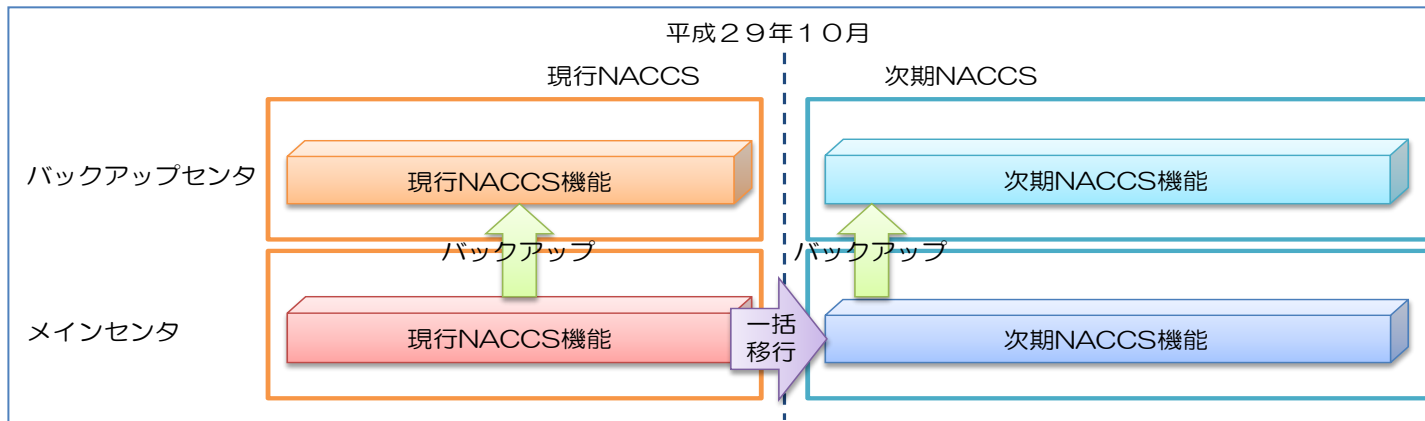 平成２９年１０月
現行NACCS
次期NACCS
バックアップセンタ
現行NACCS機能
次期NACCS機能
バックアップ
バックアップ
メインセンタ
現行NACCS機能
一括
移行
次期NACCS機能